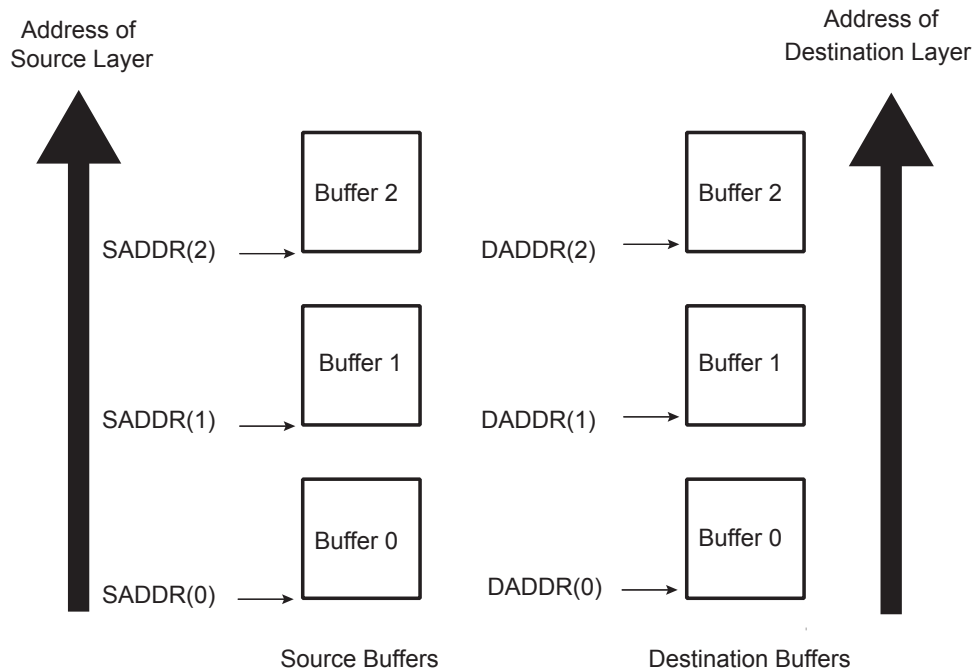 Address of
Source Layer
Address of
Destination Layer
Buffer 2
Buffer 2
SADDR(2)
DADDR(2)
Buffer 1
Buffer 1
SADDR(1)
DADDR(1)
Buffer 0
Buffer 0
SADDR(0)
DADDR(0)
Source Buffers
Destination Buffers